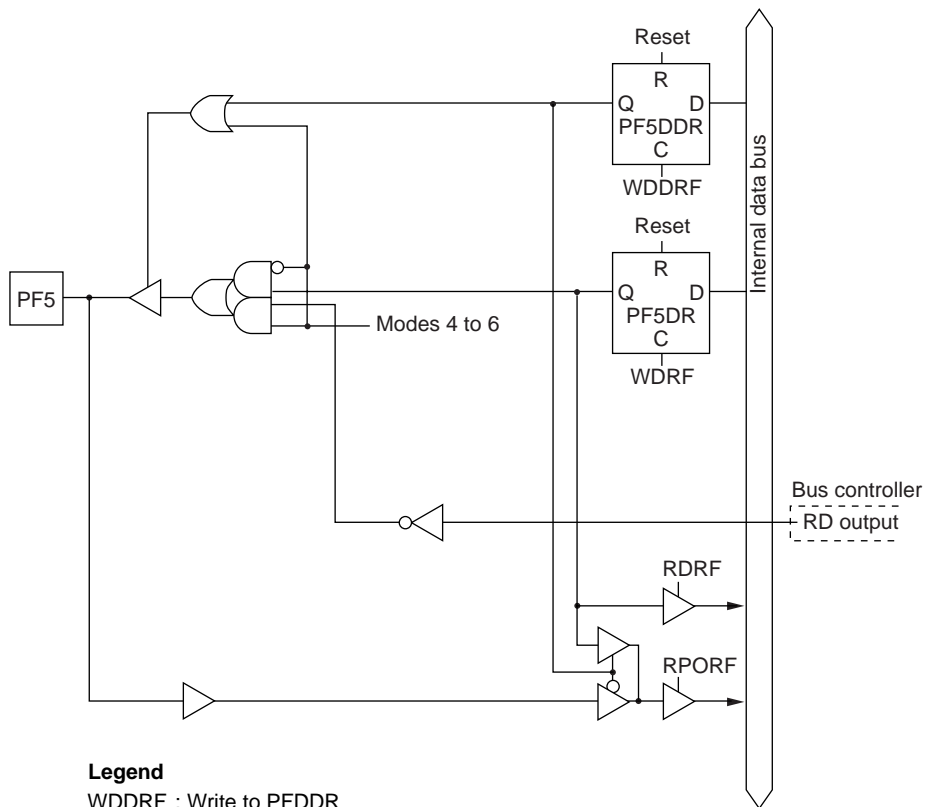 Reset
R
Q D
PF5DDR
C
WDDRF
Reset
R
Q D
PF5DR
C
WDRF
Internal data bus
PF5
Modes 4 to 6
Bus controller
RD output
RDRF
RPORF
Legend
WDDRF : Write to PFDDR